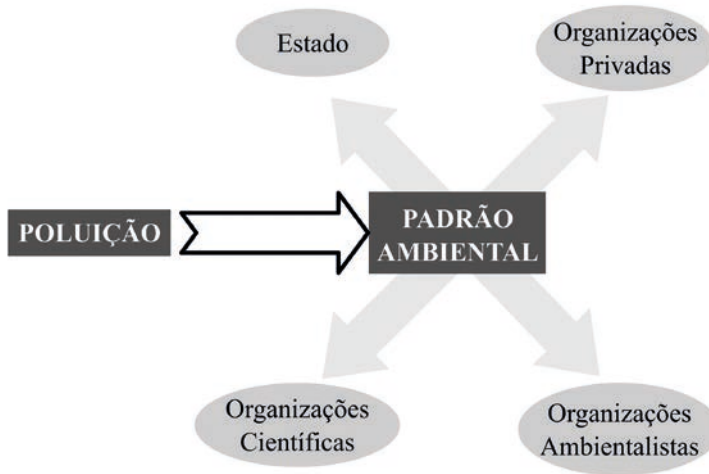 Estado
Organizações
Privadas
POLUIÇÃO
PADRÃO
AMBIENTAL
Organizações
Científicas
Organizações
Ambientalistas